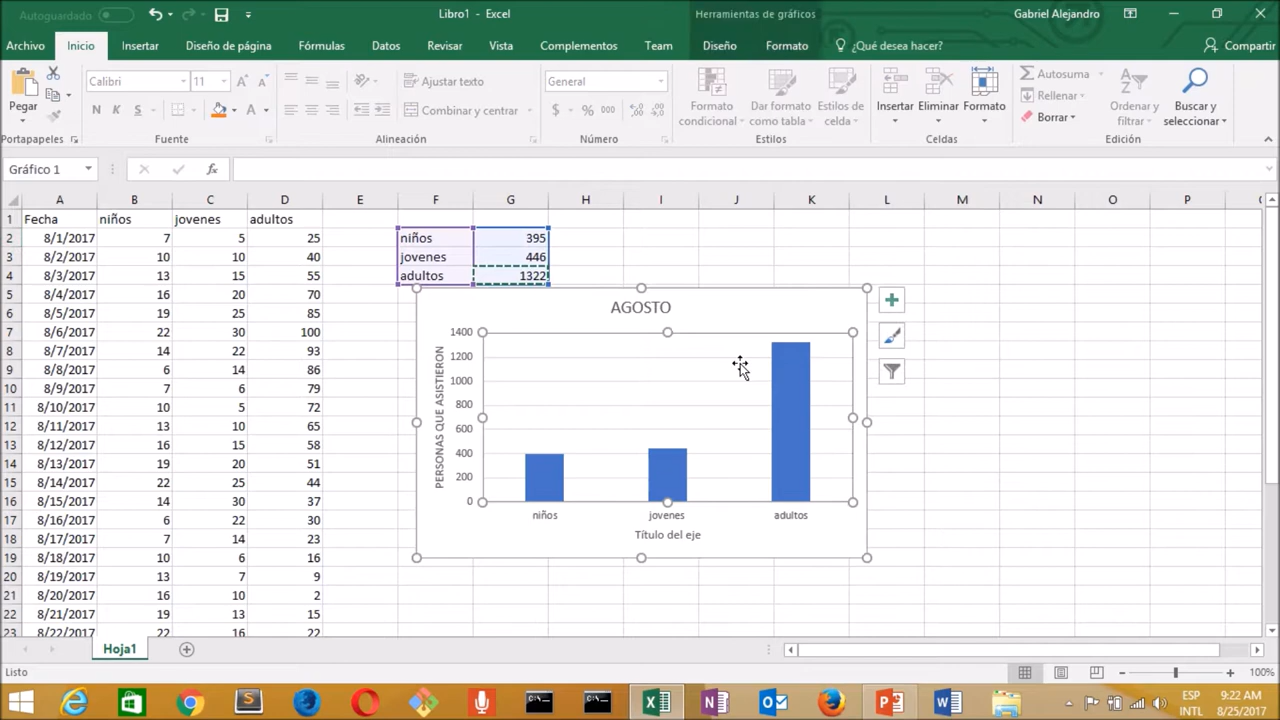 Autoguardado
Libro1 - Excel
Herramientas de gráficos
Gabriel Alejandro
Archivo Inicio Insertar Diseño de página Fórmulas Datos Revisar Vista Complementos Team Diseño Formato ¿Qué desea hacer? Compartir
Pegar
Calibri 11
N K S
Ajustar texto
Combinar y centrar
General
$ % 000
Formato condicional
Dar formato como tabla
Estilos de celda
Insertar Eliminar Formato
Autosuma
Rellenar
Borrar
Ordenar y filtrar
Buscar y seleccionar
Portapapeles Fuente Alineación Número Estilos Celdas Edición
Gráfico 1 fx
A B C D E F G H I J K L M N O P
1 Fecha niños jovenes adultos
2 8/1/2017 7 5 25 niños 395
3 8/2/2017 10 10 40 jovenes 446
4 8/3/2017 13 15 55 adultos 1322
5 8/4/2017 16 20 70
6 8/5/2017 19 25 85
7 8/6/2017 22 30 100
8 8/7/2017 14 22 93
9 8/8/2017 6 14 86
10 8/9/2017 7 6 79
11 8/10/2017 10 5 72
12 8/11/2017 13 10 65
13 8/12/2017 16 15 58
14 8/13/2017 19 20 51
15 8/14/2017 22 25 44
16 8/15/2017 14 30 37
17 8/16/2017 6 22 30
18 8/17/2017 7 14 23
19 8/18/2017 10 6 16
20 8/19/2017 13 7 9
21 8/20/2017 16 10 2
22 8/21/2017 19 13 15
23 8/22/2017 22 16 22
AGOSTO
PERSONAS QUE ASISTIERON
1400
1200
1000
800
600
400
200
0
niños jovenes adultos
Título del eje
Hoja1
Listo
100%
ESP
INTL
9:22 AM
8/25/2017